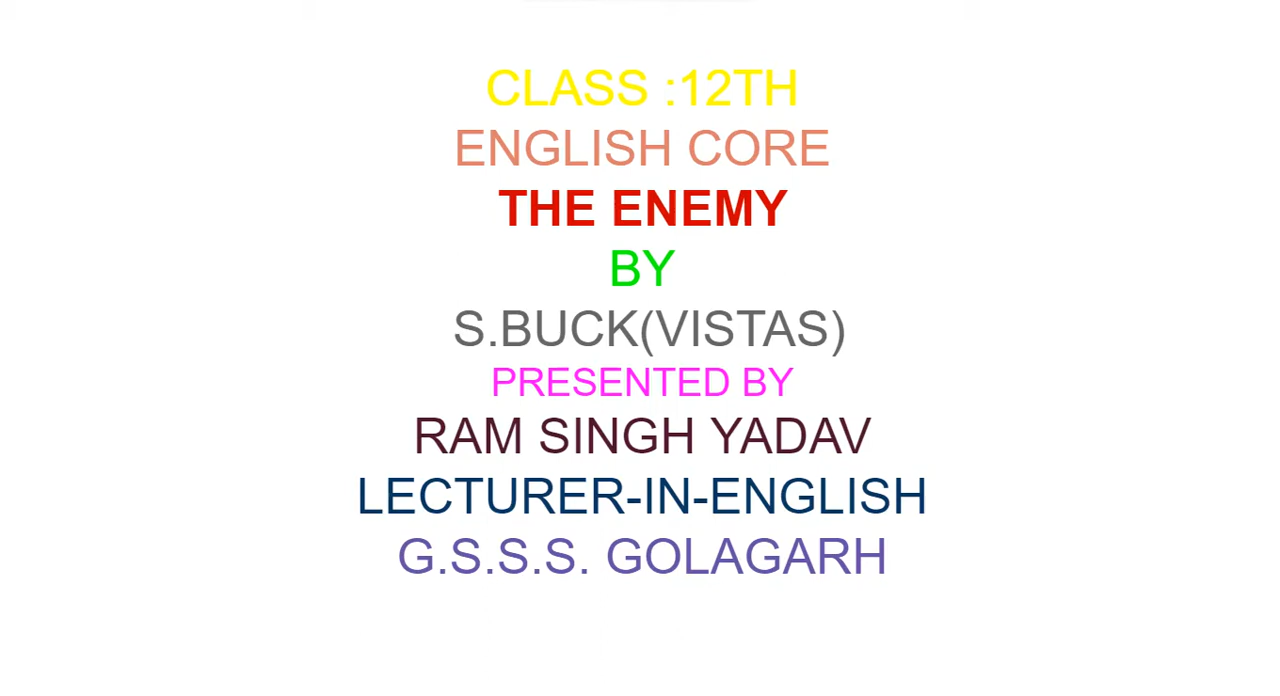 CLASS :12TH
ENGLISH CORE
THE ENEMY
BY
S.BUCK(VISTAS)
PRESENTED BY
RAM SINGH YADAV
LECTURER-IN-ENGLISH
G.S.S.S. GOLAGARH